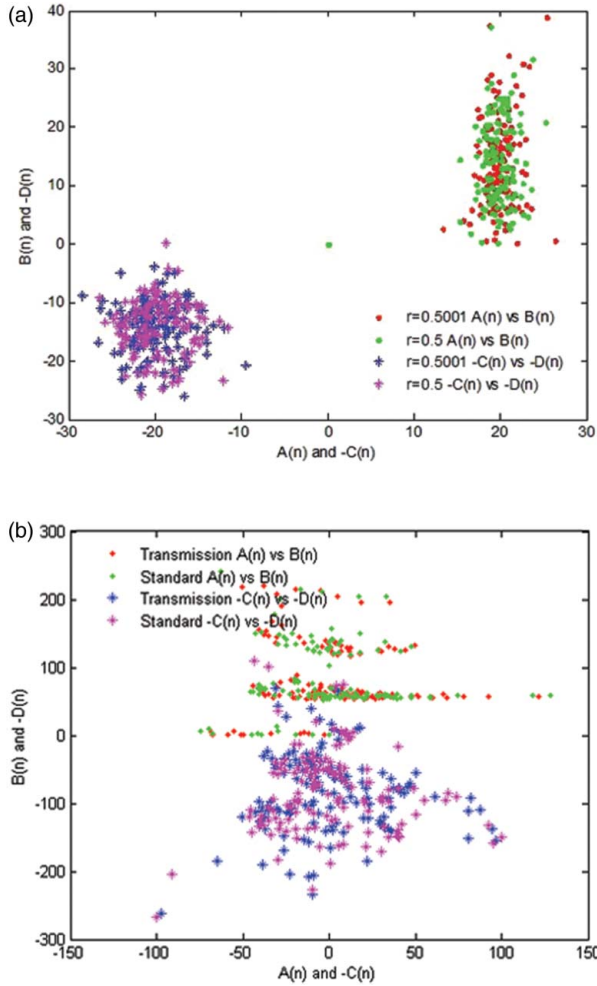 (a)
40
30
20
10
0
-10
-20
-30
B(n) and -D(n)
r=0.5001 A(n) vs B(n)
r=0.5 A(n) vs B(n)
r=0.5001 -C(n) vs -D(n)
r=0.5 -C(n) vs -D(n)
-30 -20 -10 0 10 20 30
A(n) and -C(n)
(b)
300
200
100
0
-100
-200
-300
B(n) and -D(n)
Transmission A(n) vs B(n)
Standard A(n) vs B(n)
Transmission -C(n) vs -D(n)
Standard -C(n) vs -D(n)
-150 -100 -50 0 50 100 150
A(n) and -C(n)